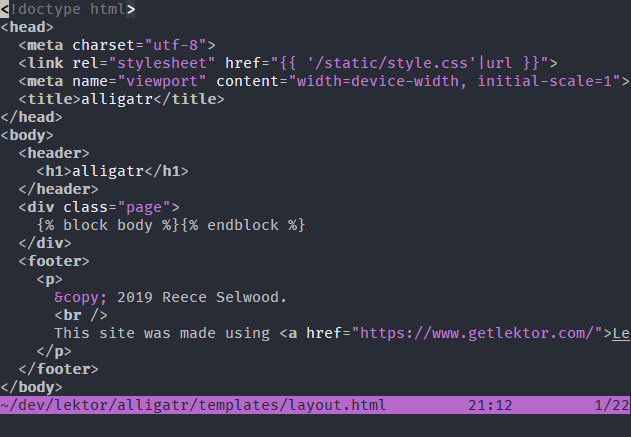 <!doctype html>
<head>
  <meta charset="utf-8">
  <link rel="stylesheet" href="{{ '/static/style.css'|url }}">
  <meta name="viewport" content="width=device-width, initial-scale=1">
  <title>alligatr</title>
</head>
<body>
  <header>
    <h1>alligatr</h1>
  </header>
  <div class="page">
    {% block body %}{% endblock %}
  </div>
  <footer>
    <p>
      &copy; 2019 Reece Selwood.
      <br />
      This site was made using <a href="https://www.getlektor.com/">Le
    </p>
  </footer>
</body>
~/dev/lektor/alligatr/templates/layout.html 21:12 1/22